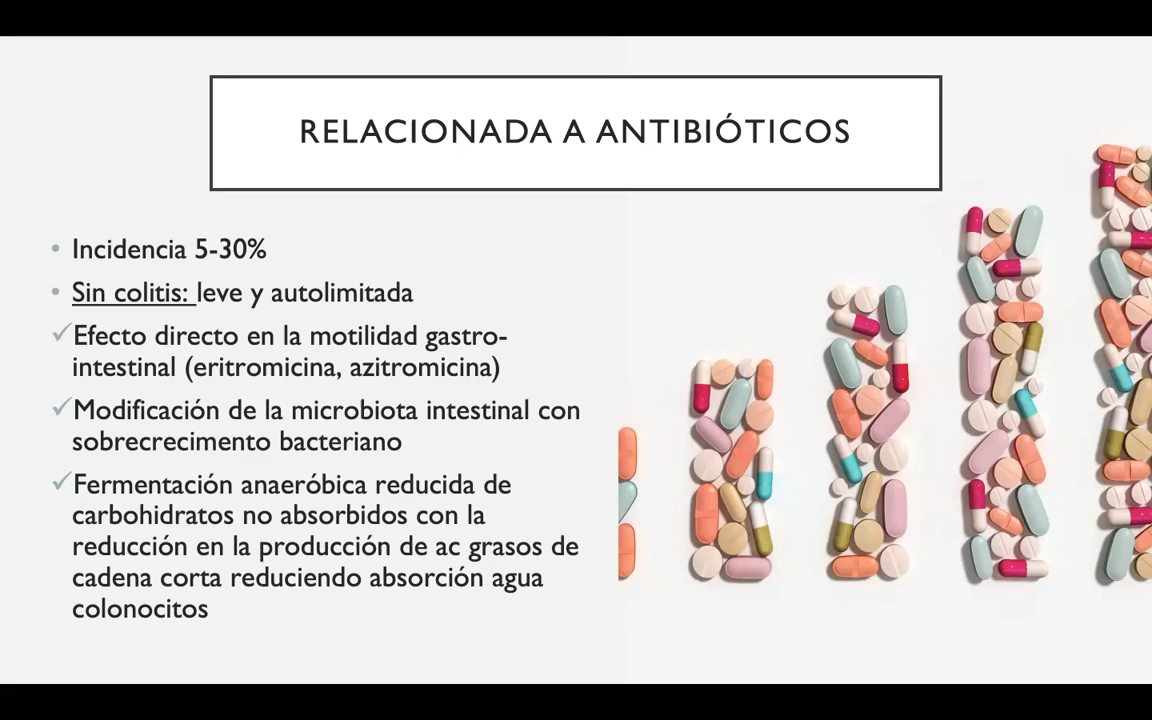 RELACIONADA A ANTIBIÓTICOS
• Incidencia 5-30%
• Sin colitis: leve y autolimitada
✓Efecto directo en la motilidad gastro-
intestinal (eritromicina, azitromicina)
✓Modificación de la microbiota intestinal con
sobrecrecimento bacteriano
✓Fermentación anaeróbica reducida de
carbohidratos no absorbidos con la
reducción en la producción de ac grasos de
cadena corta reduciendo absorción agua
colonocitos